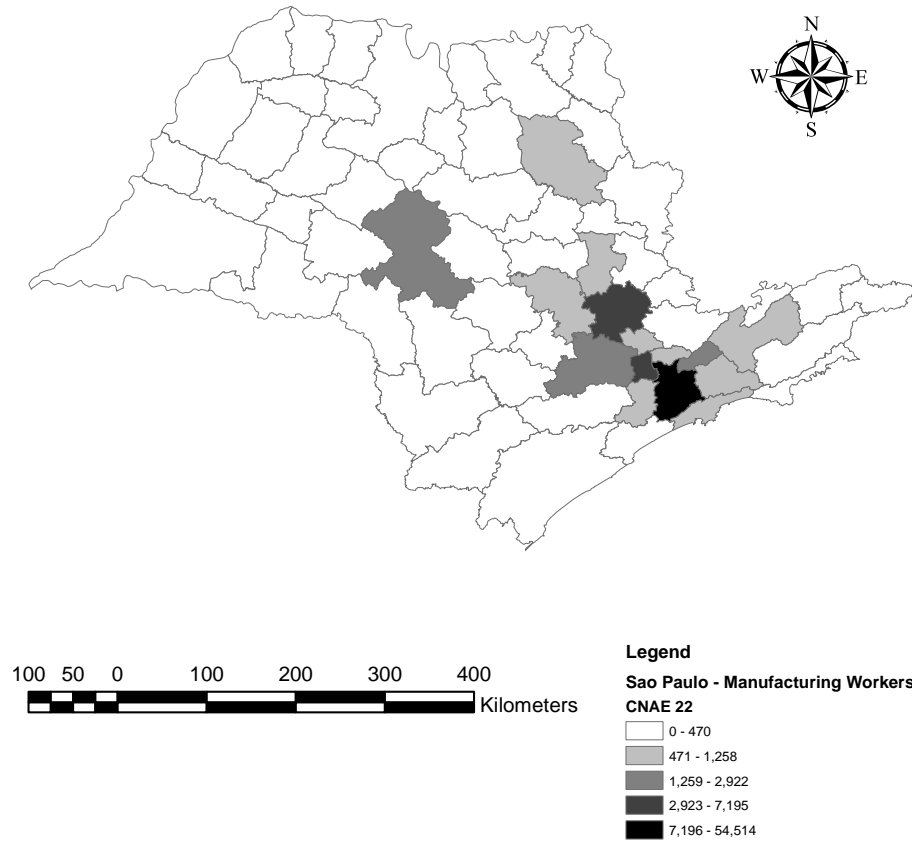 N
W E
S
100 50 0 100 200 300 400
Kilometers
Legend
Sao Paulo - Manufacturing Workers
CNAE 22
0 - 470
471 - 1,258
1,259 - 2,922
2,923 - 7,195
7,196 - 54,514